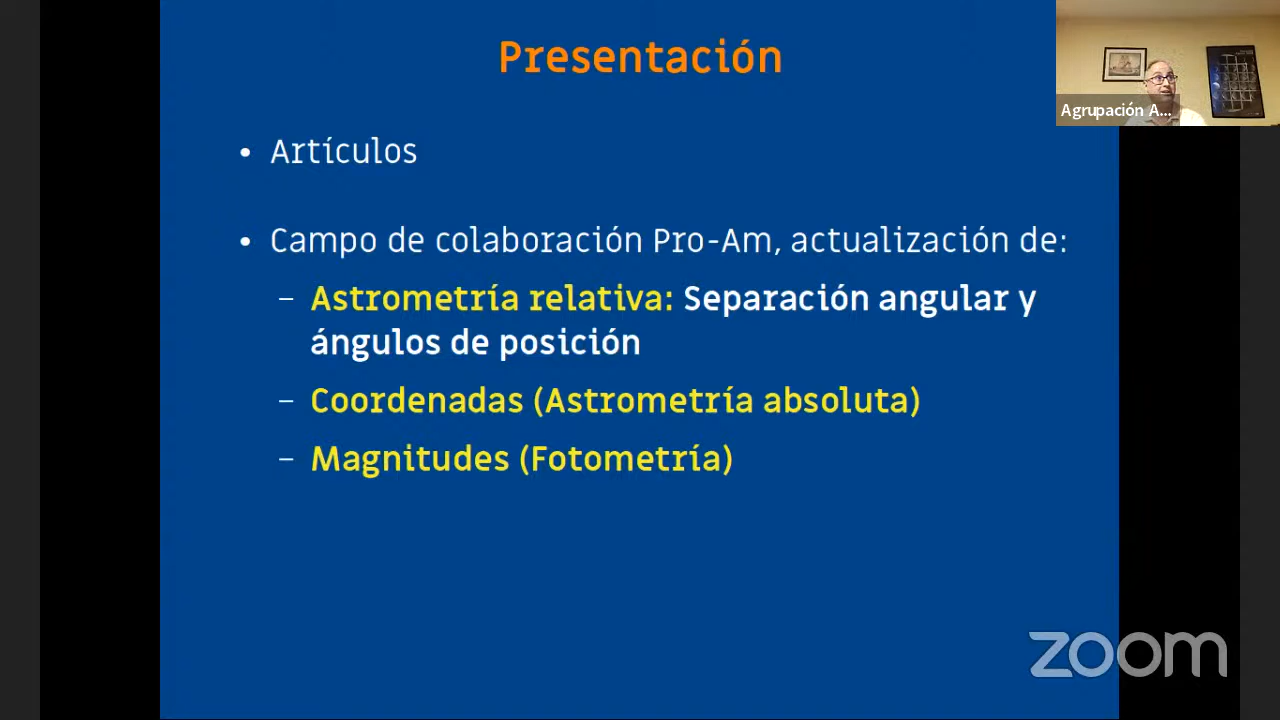 Presentación
Agrupación A...
• Artículos
• Campo de colaboración Pro-Am, actualización de:
– Astrometría relativa: Separación angular y
ángulos de posición
– Coordenadas (Astrometría absoluta)
– Magnitudes (Fotometría)
zoom